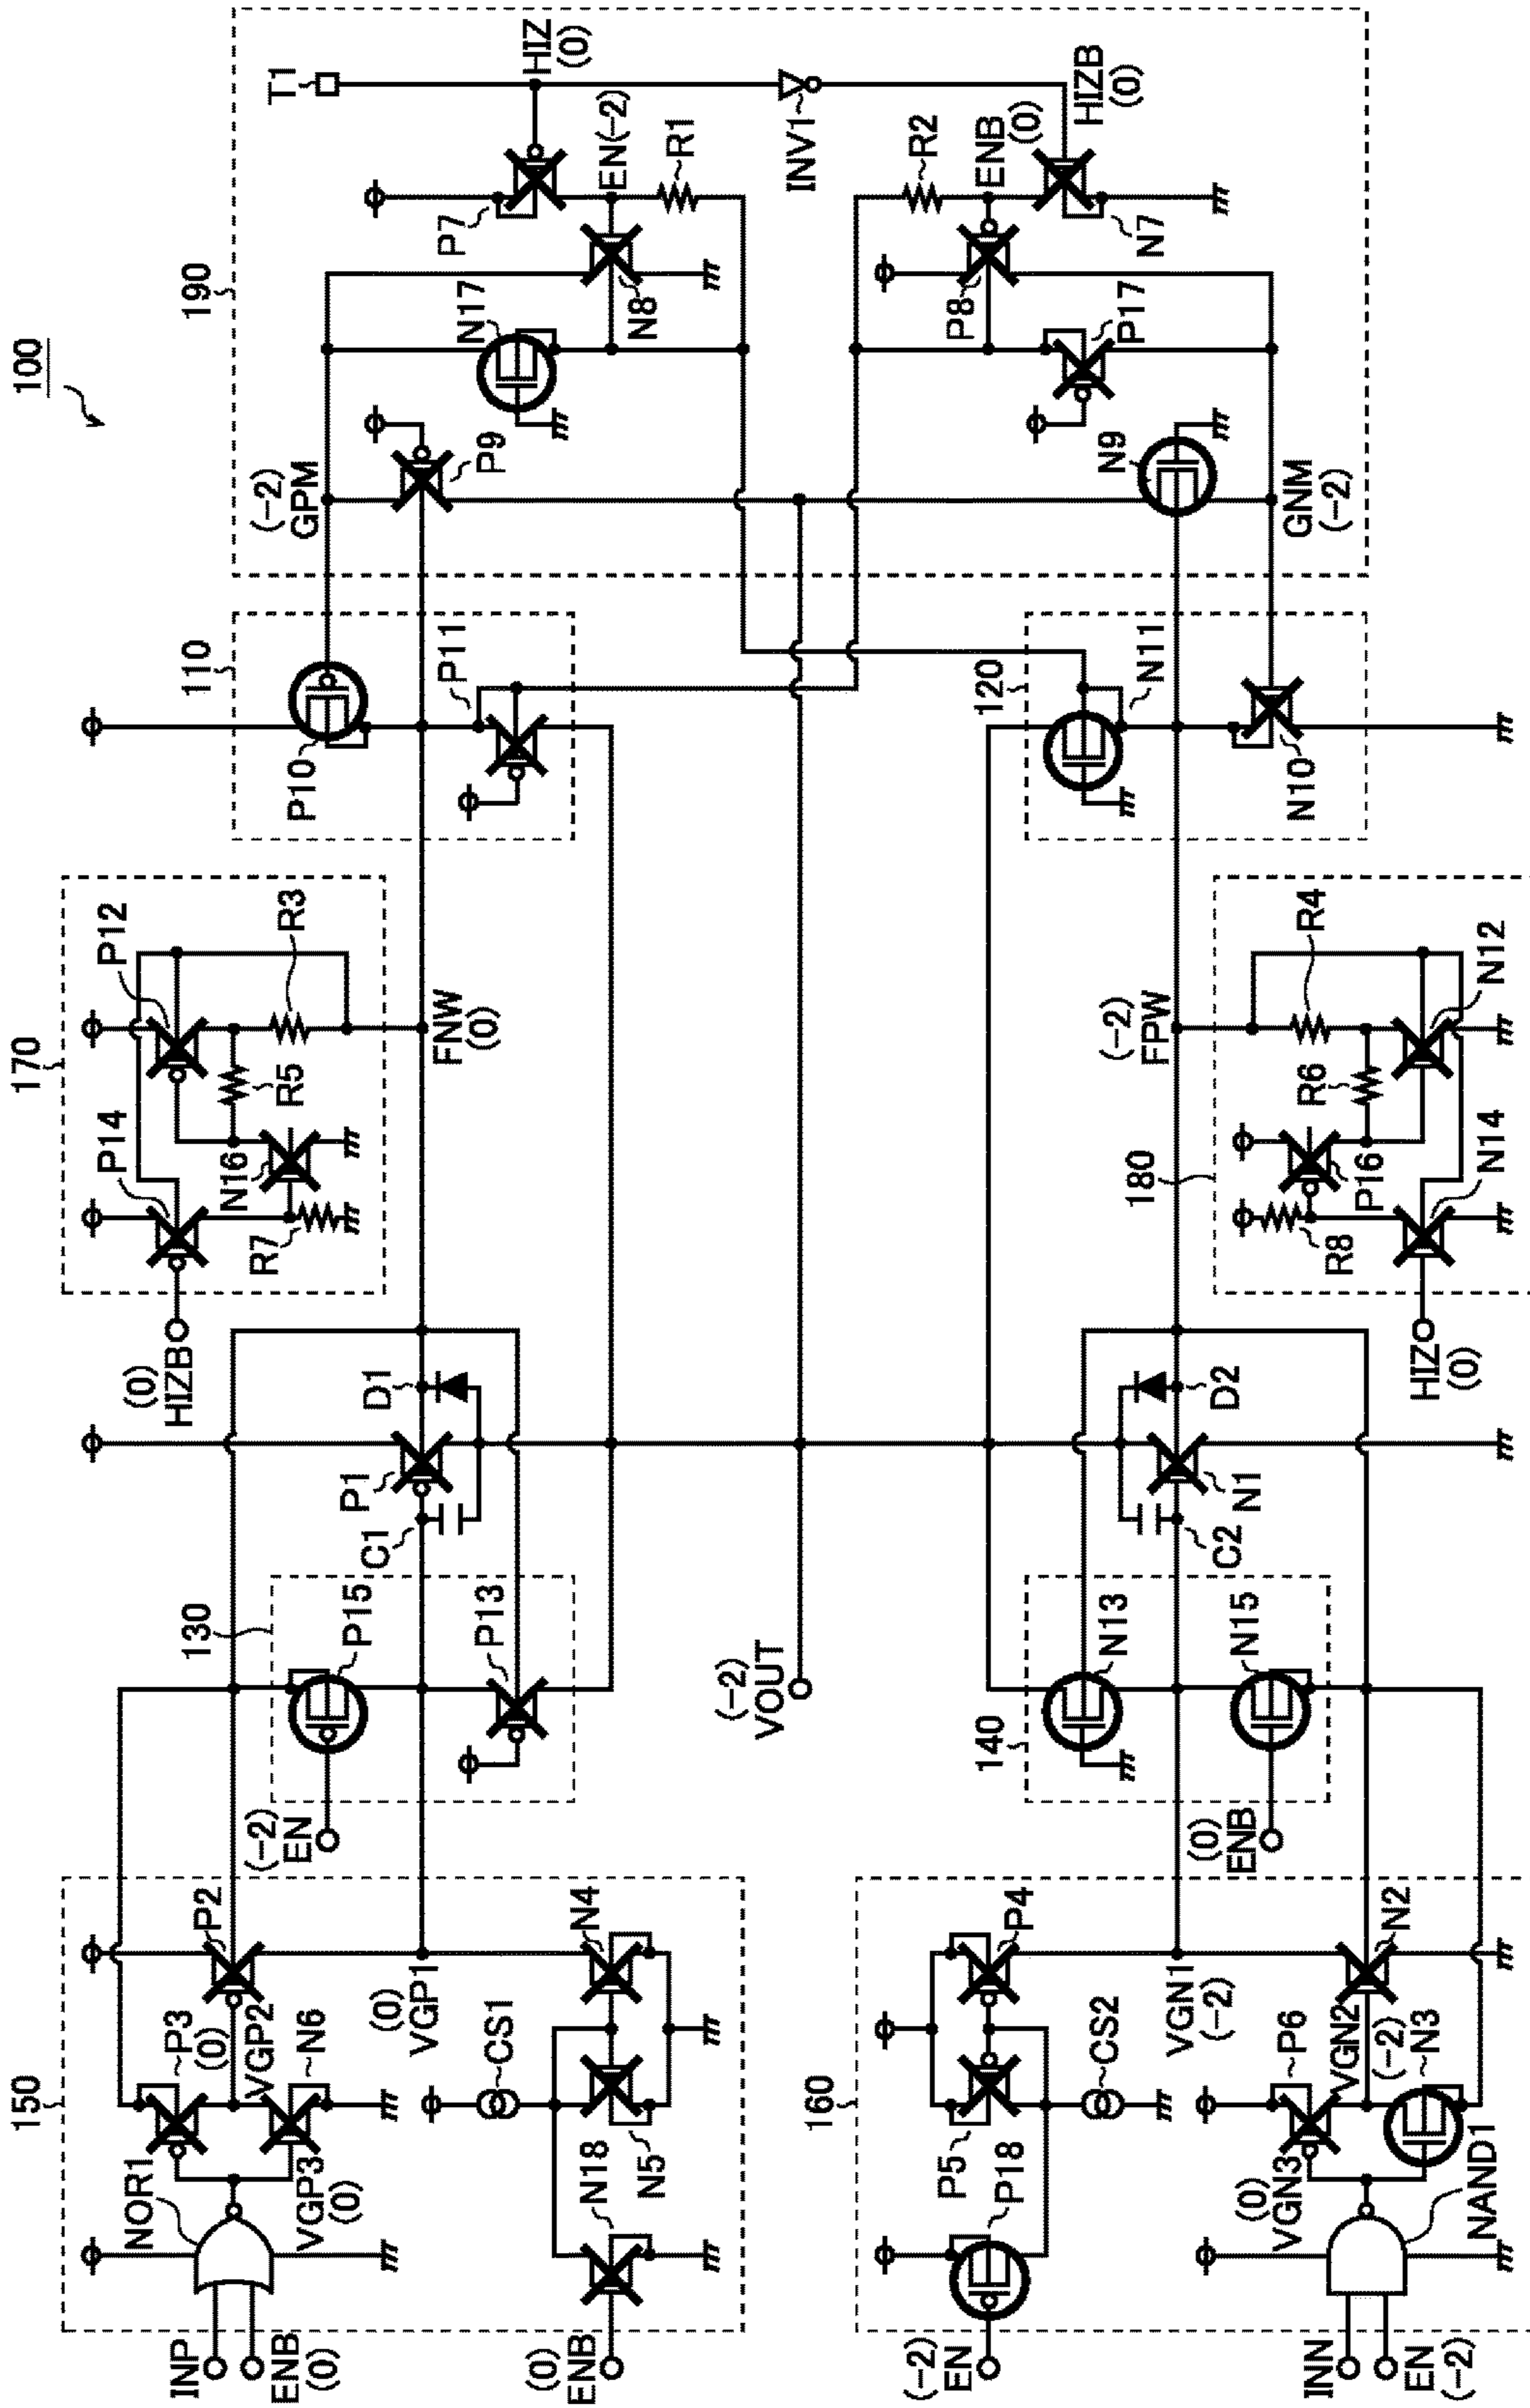 100
170
(0)
HIZB
P14
P12
N16
R5
R3
R7
110
P10
P11
190
(-2)
GPM
P9
N17
N8
P7
EN(-2)
R1
T1
HIZ
(0)
150
NOR1
INP
ENB
(0)
P3
(0)
VGP2
P2
N6
VGP3
(0)
(-2)
EN
130
P15
P13
P1
C1
D1
FNW
(0)
(0)
VGP1
CS1
N4
N5
N18
(0)
ENB
(-2)
VOUT
INV1
R2
ENB
(0)
P8
P17
N7
HIZB
(0)
N9
GNM
(-2)
160
P4
P5
P18
CS2
(-2)
EN
VGN1
(-2)
140
N13
N15
(0)
ENB
N1
C2
D2
(-2)
FPW
120
N11
N10
P6
VGN2
(-2)
N2
N3
(0)
VGN3
NAND1
INN
EN
(-2)
180
HIZ
(0)
R8
P16
R6
R4
N14
N12